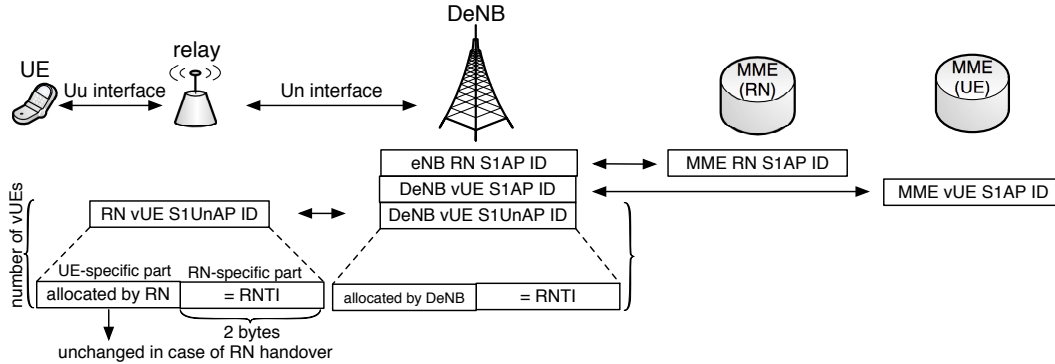 DeNB
relay
UE
Uu interface
Un interface
MME
(RN)
MME
(UE)
eNB RN S1AP ID
MME RN S1AP ID
DeNB vUE S1AP ID
MME vUE S1AP ID
RN vUE S1UnAP ID
DeNB vUE S1UnAP ID
number of vUEs
UE-specific part
RN-specific part
allocated by RN
= RNTI
allocated by DeNB
= RNTI
2 bytes
unchanged in case of RN handover